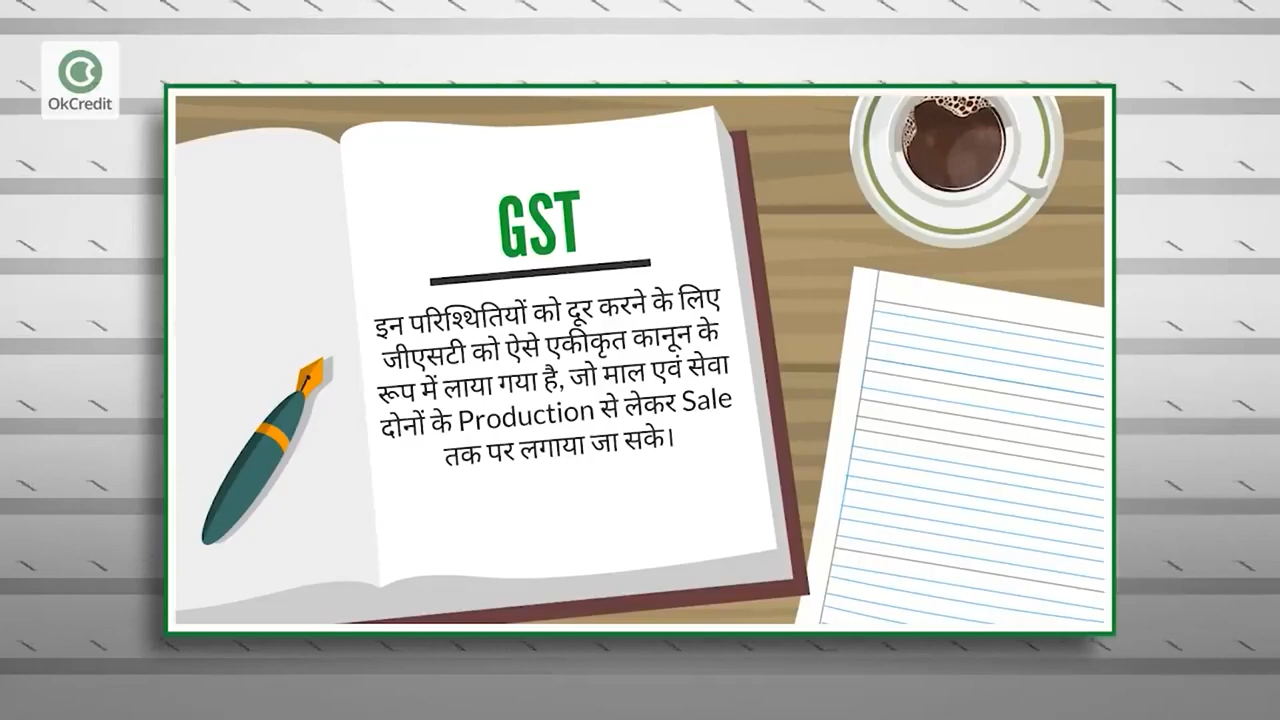 OkCredit
GST
इन परिश्थितियों को दूर करने के लिए
जीएसटी को ऐसे एकीकृत कानून के
रूप में लाया गया है, जो माल एवं सेवा
दोनों के Production से लेकर Sale
तक पर लगाया जा सके।